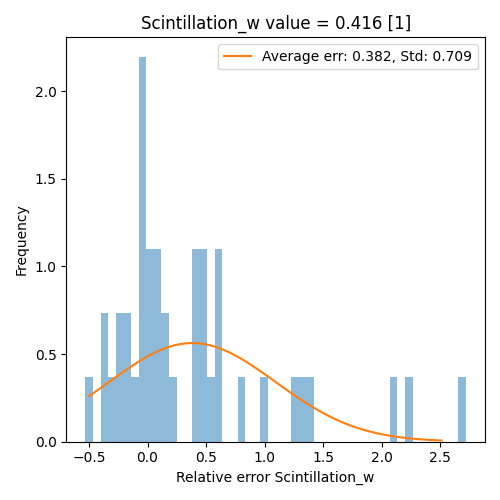 Scintillation_w value = 0.416 [1]
Average err: 0.382, Std: 0.709
Frequency
2.0
1.5
1.0
0.5
0.0
−0.5 0.0 0.5 1.0 1.5 2.0 2.5
Relative error Scintillation_w